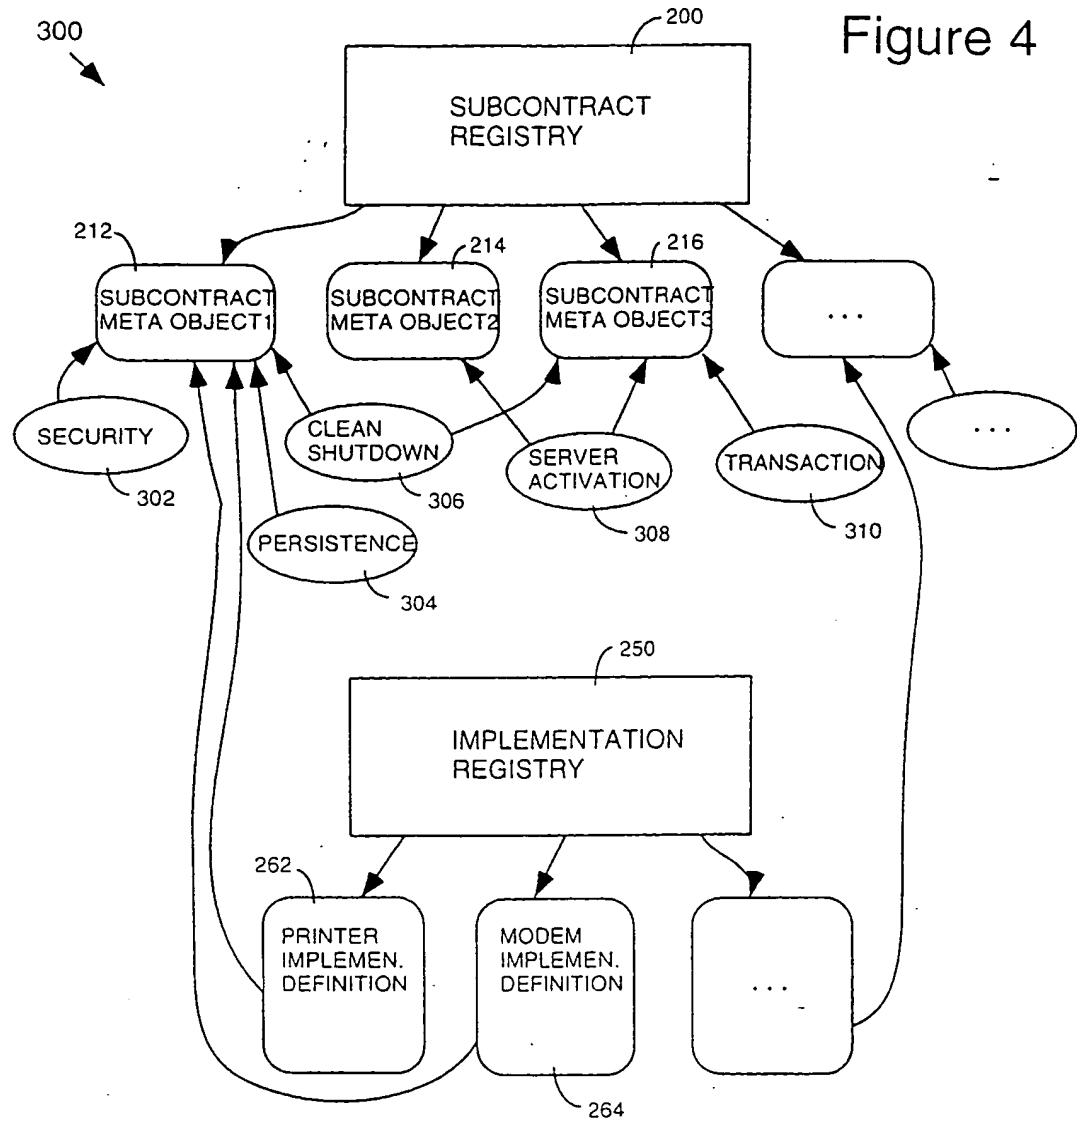 300
200
Figure 4
SUBCONTRACT
REGISTRY
212
214
216
SUBCONTRACT
META OBJECT1
SUBCONTRACT
META OBJECT2
SUBCONTRACT
META OBJECT3
...
SECURITY
302
CLEAN
SHUTDOWN
306
SERVER
ACTIVATION
308
TRANSACTION
310
...
PERSISTENCE
304
250
IMPLEMENTATION
REGISTRY
262
PRINTER
IMPLEMEN.
DEFINITION
MODEM
IMPLEMEN.
DEFINITION
264
...